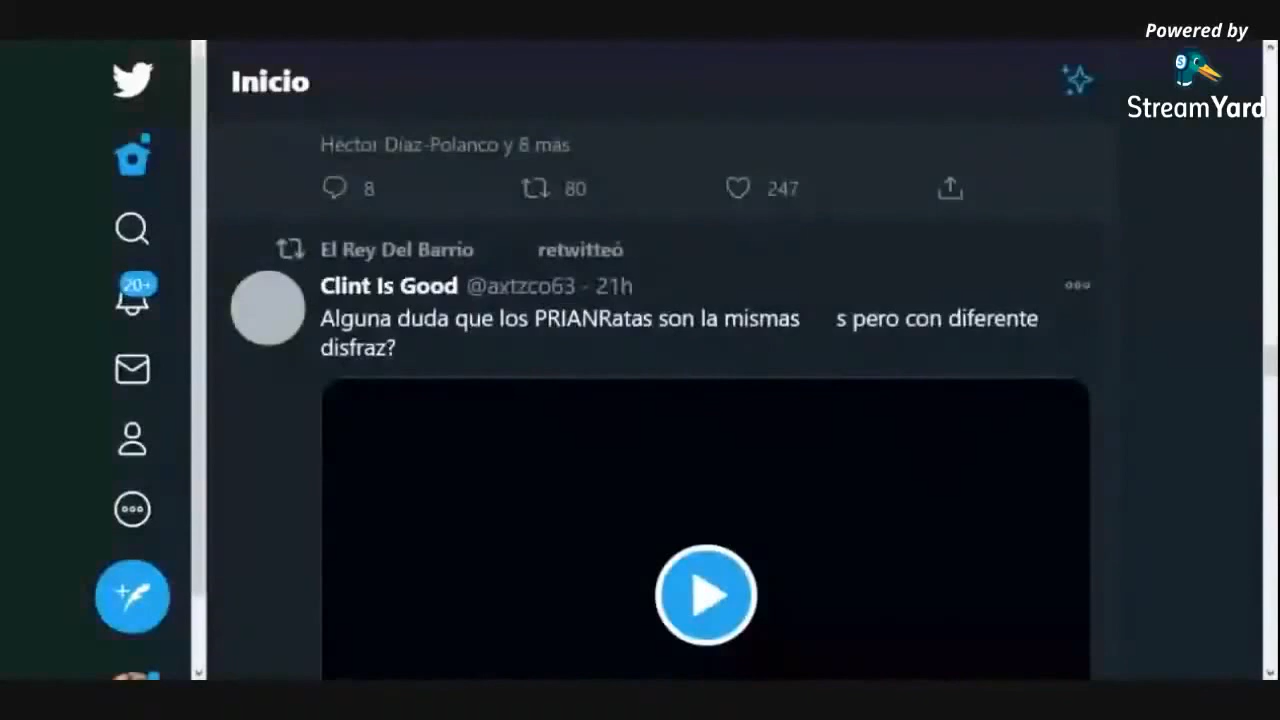 Powered by
StreamYard
Inicio
Héctor Díaz-Polanco y 8 más
8 80 247
El Rey Del Barrio retwitteó
Clint Is Good @axtzco63 - 21h
Alguna duda que los PRIANRatas son la mismas s pero con diferente
disfraz?
20+